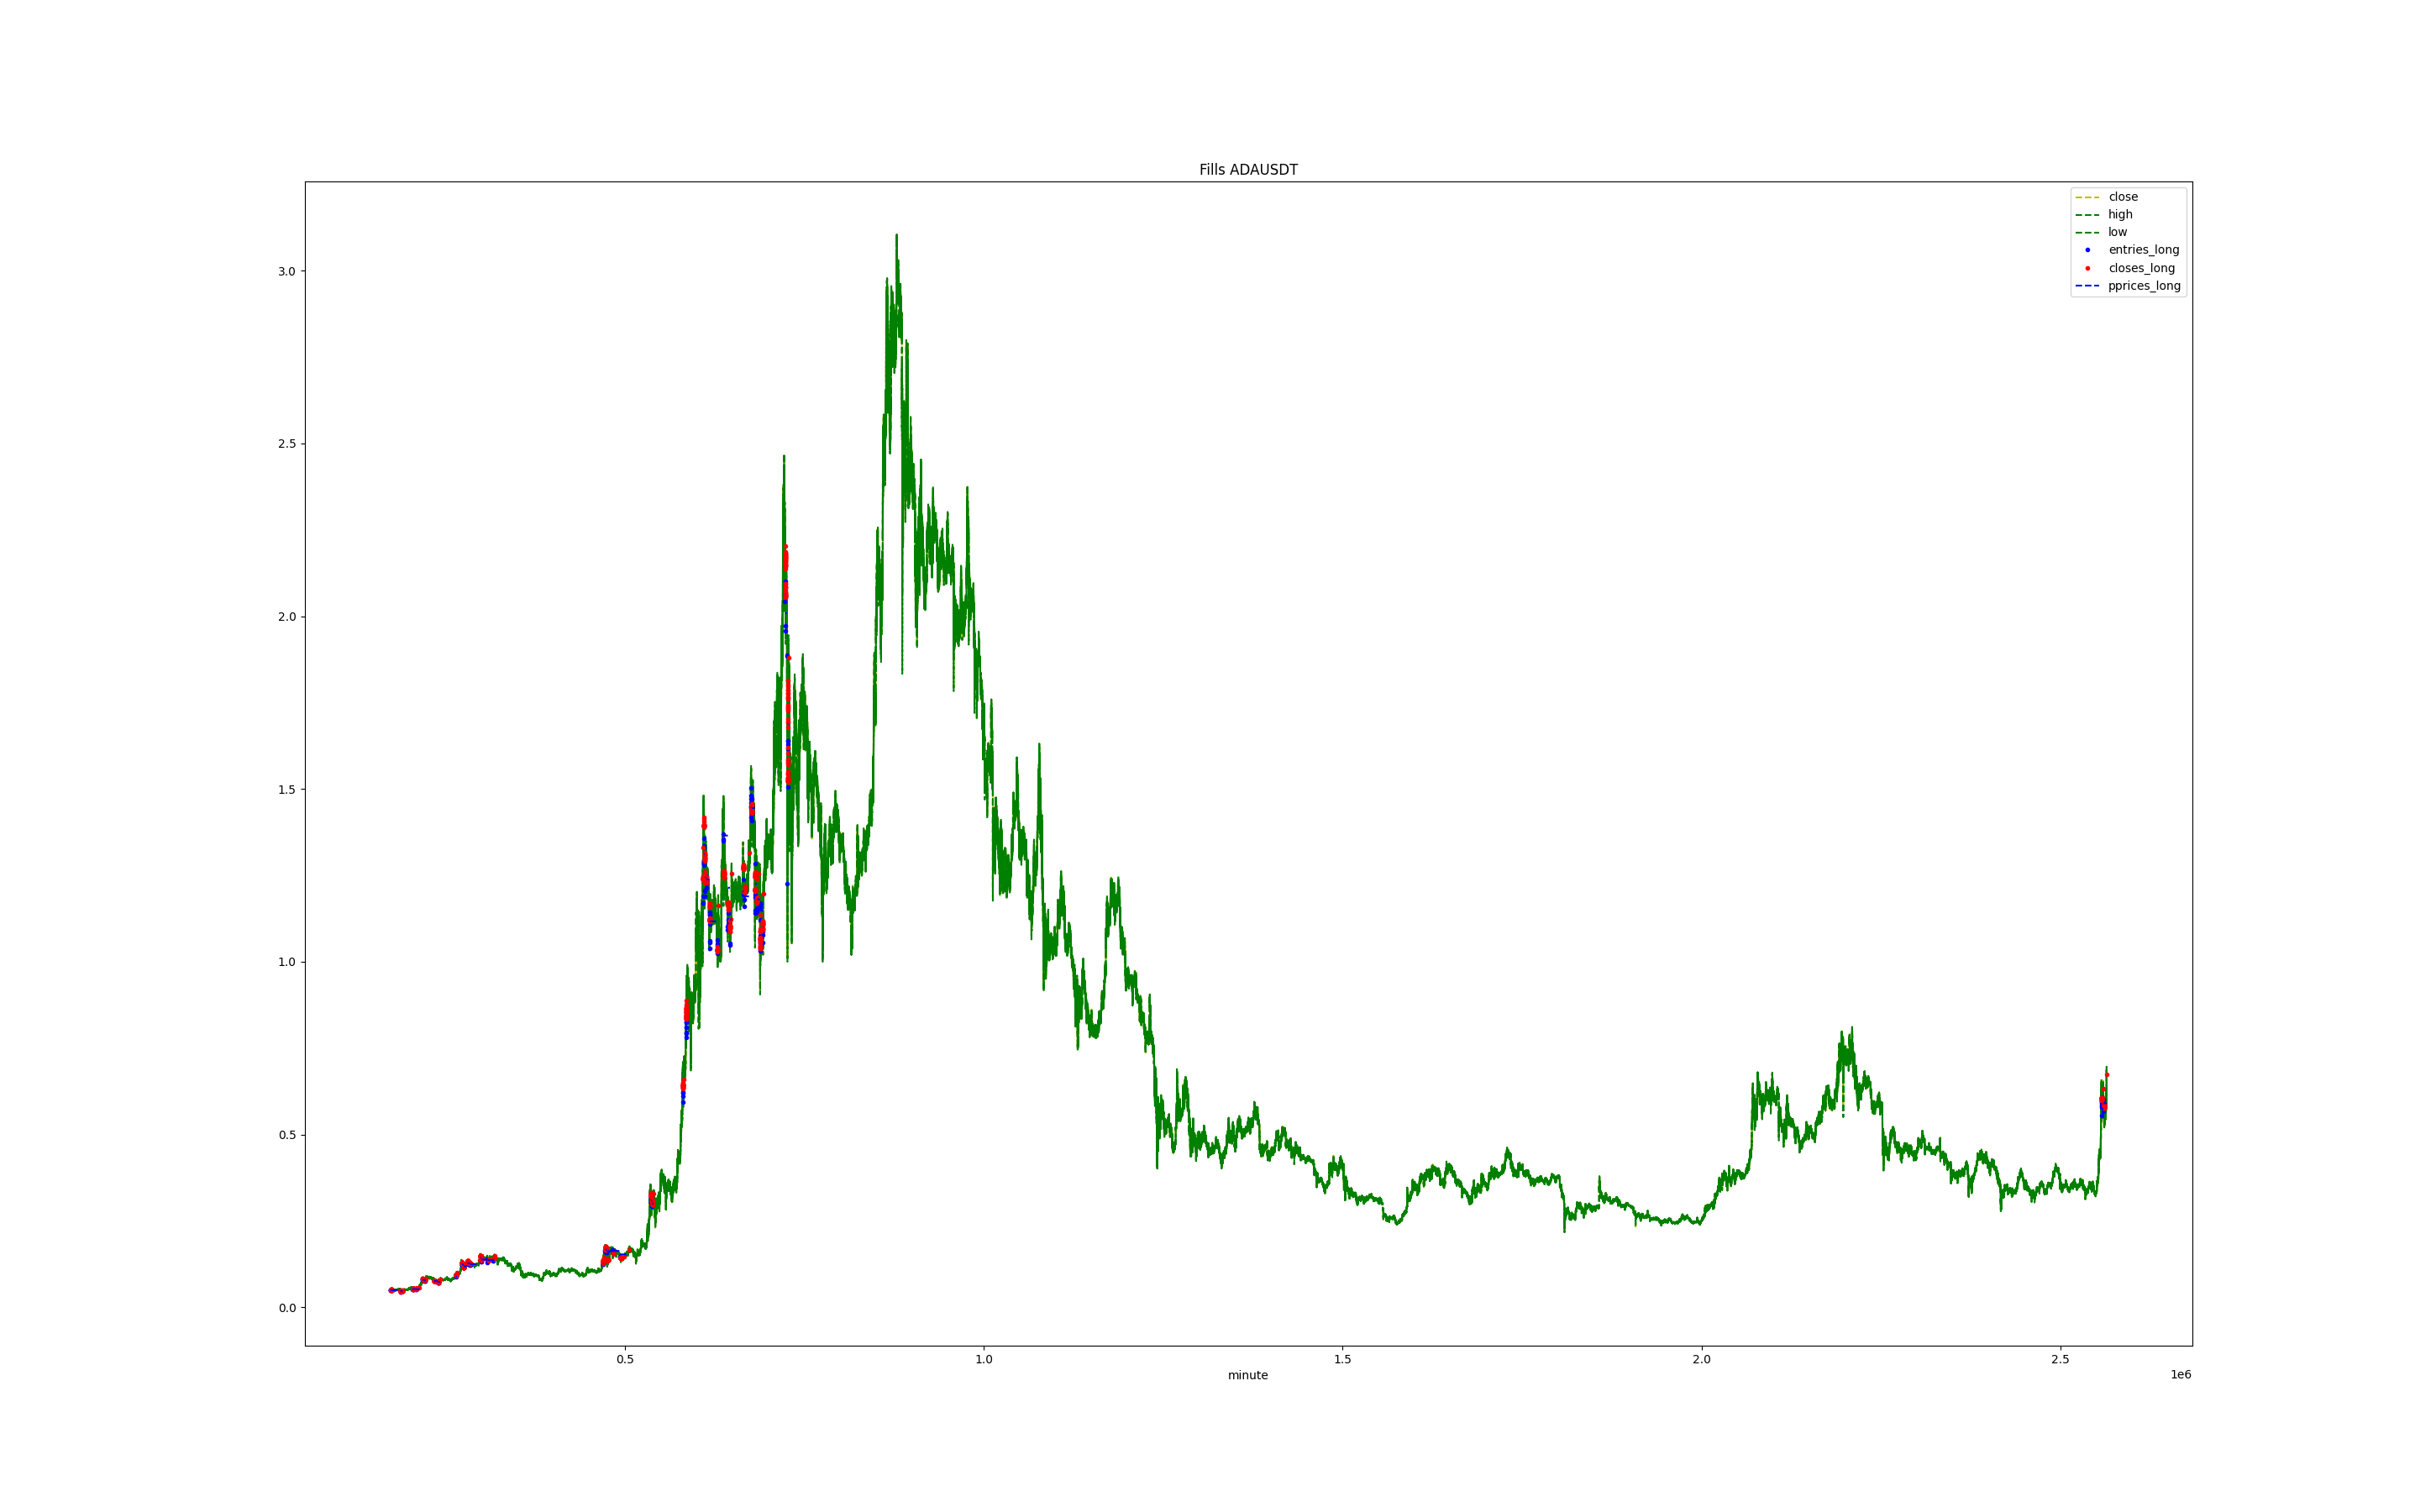 Fills ADAUSDT
close
high
low
entries_long
closes_long
pprices_long
3.0
2.5
2.0
1.5
1.0
0.5
0.0
0.5 1.0 1.5 2.0 2.5
minute
1e6